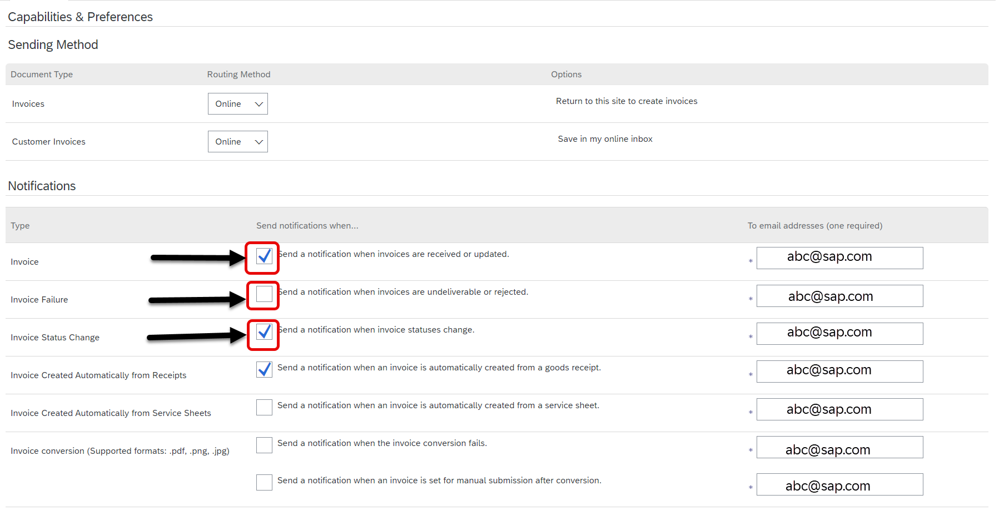 Capabilities & Preferences
Sending Method
Document Type Routing Method Options
Invoices Online Return to this site to create invoices
Customer Invoices Online Save in my online inbox
Notifications
Type Send notifications when... To email addresses (one required)
Invoice Send a notification when invoices are received or updated. * abc@sap.com
Invoice Failure Send a notification when invoices are undeliverable or rejected. * abc@sap.com
Invoice Status Change Send a notification when invoice statuses change. * abc@sap.com
Invoice Created Automatically from Receipts Send a notification when an invoice is automatically created from a goods receipt. * abc@sap.com
Invoice Created Automatically from Service Sheets Send a notification when an invoice is automatically created from a service sheet. * abc@sap.com
Invoice conversion (Supported formats: .pdf, .png, .jpg) Send a notification when the invoice conversion fails. * abc@sap.com
Send a notification when an invoice is set for manual submission after conversion. * abc@sap.com